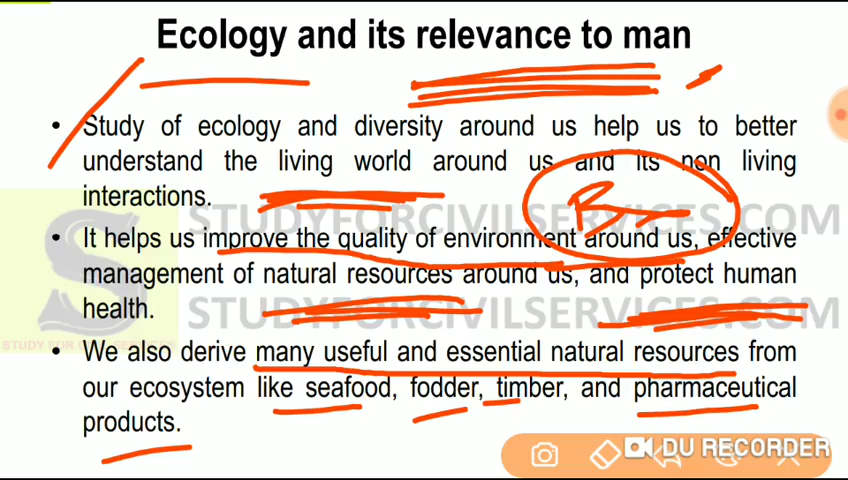 Ecology and its relevance to man
• Study of ecology and diversity around us help us to better
understand the living world around us and its non living
interactions.
STUDYFORCIVILSERVICES.COM
• It helps us improve the quality of environment around us, effective
management of natural resources around us, and protect human
health.
STUDYFORCIVILSERVICES.COM
• We also derive many useful and essential natural resources from
our ecosystem like seafood, fodder, timber, and pharmaceutical
products.
DU RECORDER